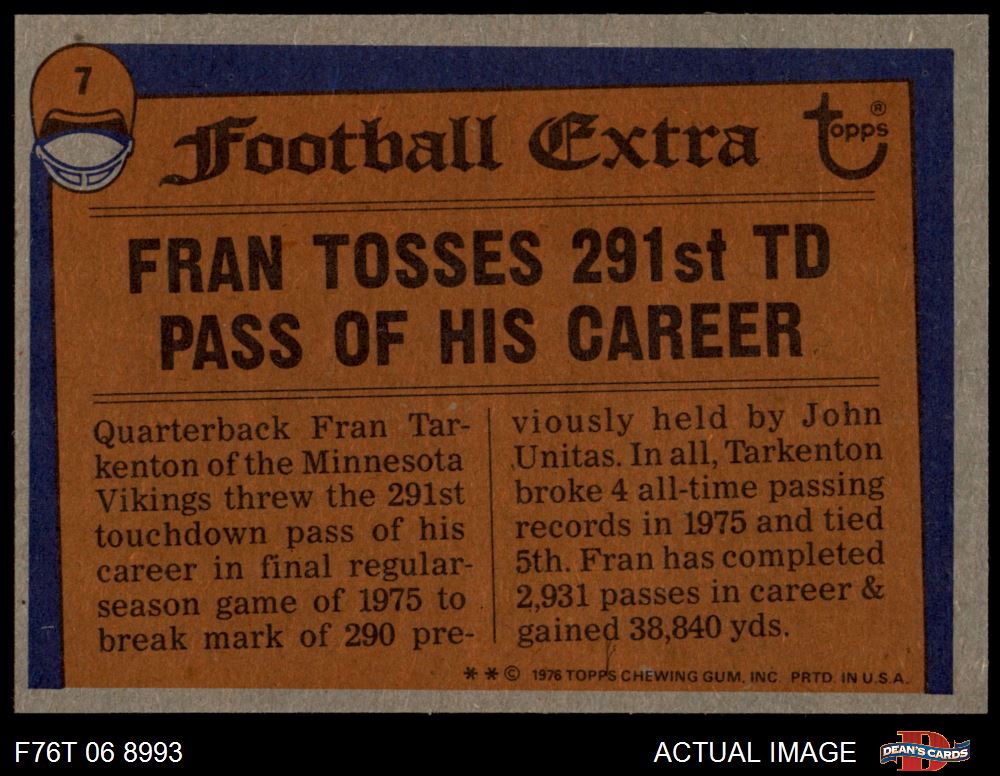 7
Football Extra
Topps®
FRAN TOSSES 291st TD
PASS OF HIS CAREER
Quarterback Fran Tar-
kenton of the Minnesota
Vikings threw the 291st
touchdown pass of his
career in final regular-
season game of 1975 to
break mark of 290 pre-
viously held by John
Unitas. In all, Tarkenton
broke 4 all-time passing
records in 1975 and tied
5th. Fran has completed
2,931 passes in career &
gained 38,840 yds.
* * © 1976 TOPPS CHEWING GUM, INC. PRTD. IN U.S.A.
F76T 06 8993
ACTUAL IMAGE
D
DEAN'S CARDS